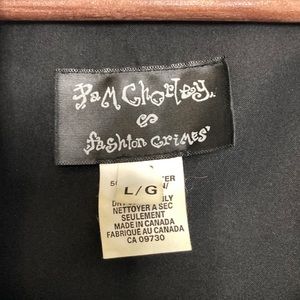 PaM ChorLey
fashion crimes
L/G
NETTOYER A SEC
SEULEMENT
MADE IN CANADA
FABRIQUE AU CANADA
CA 09730